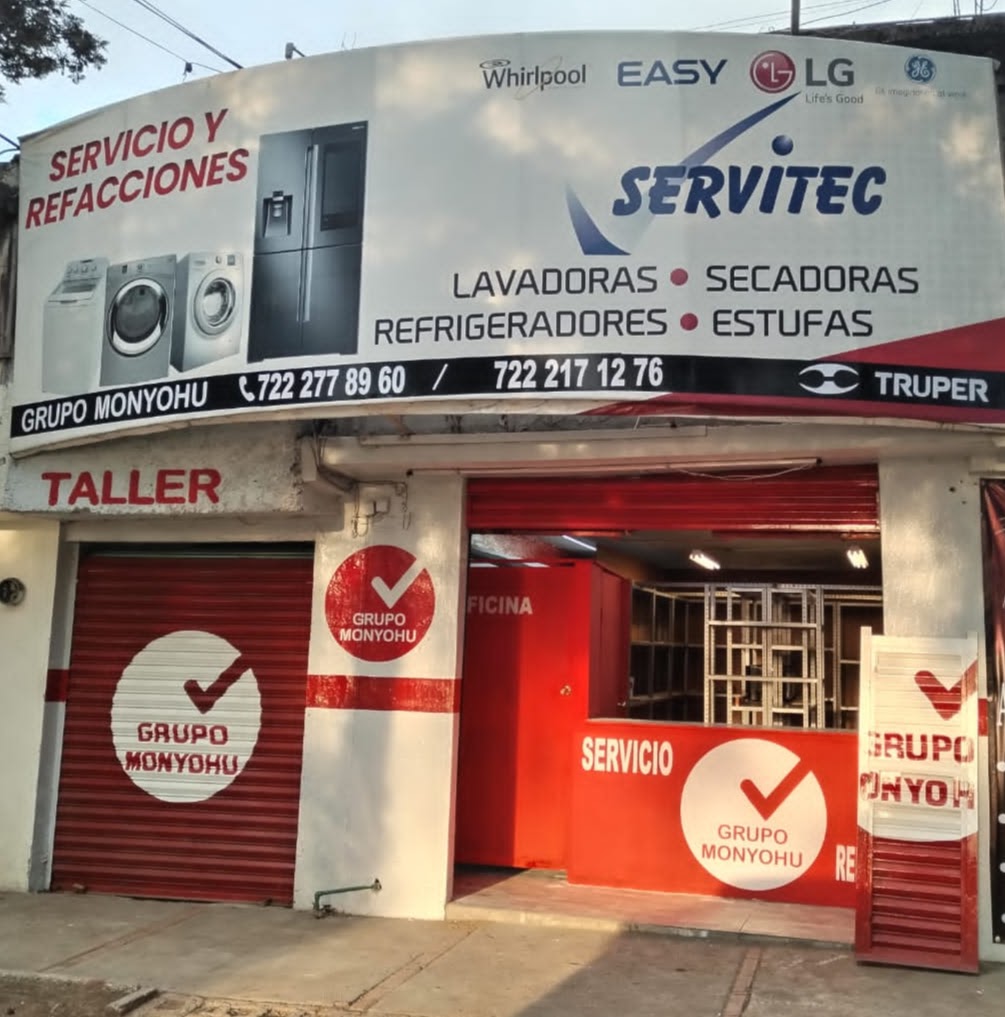 Whirlpool EASY LG
Life's Good
SERVICIO Y
REFACCIONES
SERVITEC
LAVADORAS • SECADORAS
REFRIGERADORES • ESTUFAS
GRUPO MONYOHU 722 277 89 60 / 722 217 12 76 TRUPER
TALLER
GRUPO
MONYOHU
GRUPO
MONYOHU
FICINA
SERVICIO
GRUPO
MONYOHU
RE
GRUPO
ONYOH